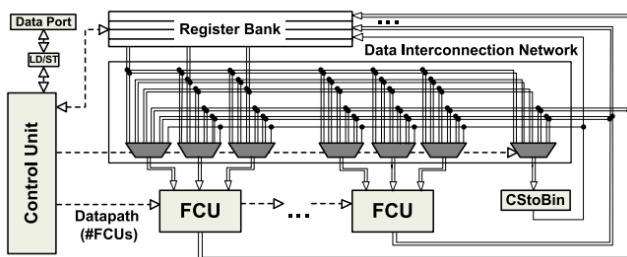 Data Port
LD/ST
Control Unit
Register Bank
...
Data Interconnection Network
Datapath
(#FCUs)
FCU
...
FCU
CStoBin